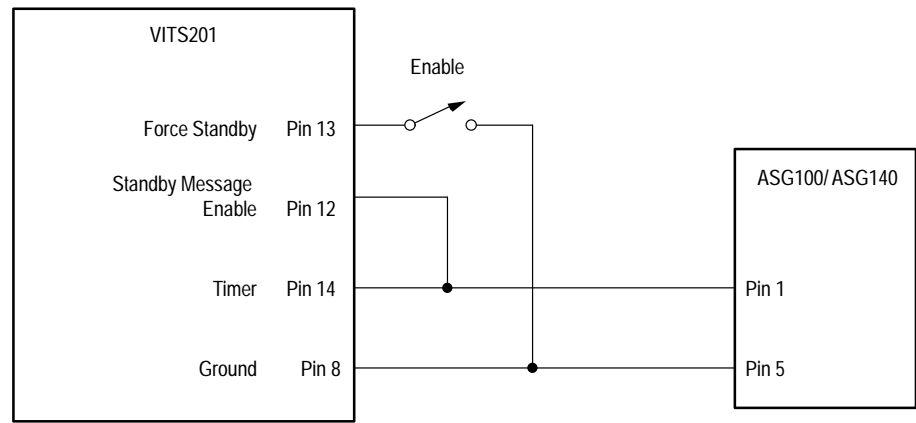 VITS201
Enable
Force Standby Pin 13
Standby Message
Enable Pin 12
Timer Pin 14
Ground Pin 8
ASG100/ ASG140
Pin 1
Pin 5